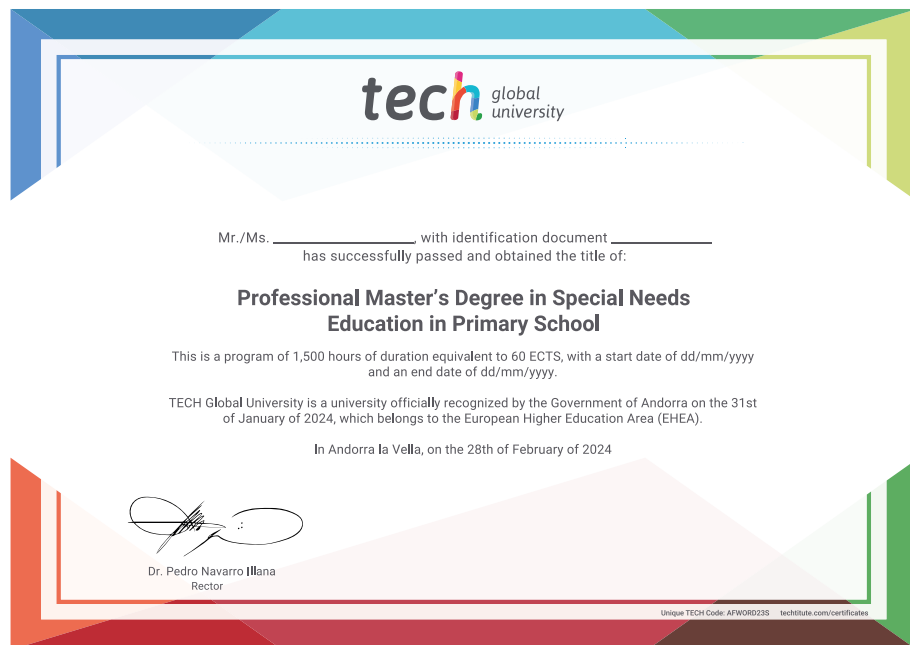 tech global university
Mr./Ms. ____________________, with identification document ______________
has successfully passed and obtained the title of:
Professional Master's Degree in Special Needs
Education in Primary School
This is a program of 1,500 hours of duration equivalent to 60 ECTS, with a start date of dd/mm/yyyy
and an end date of dd/mm/yyyy.
TECH Global University is a university officially recognized by the Government of Andorra on the 31st
of January of 2024, which belongs to the European Higher Education Area (EHEA).
In Andorra la Vella, on the 28th of February of 2024
Dr. Pedro Navarro Illana
Rector
Unique TECH Code: AFWORD23S techtitute.com/certificates